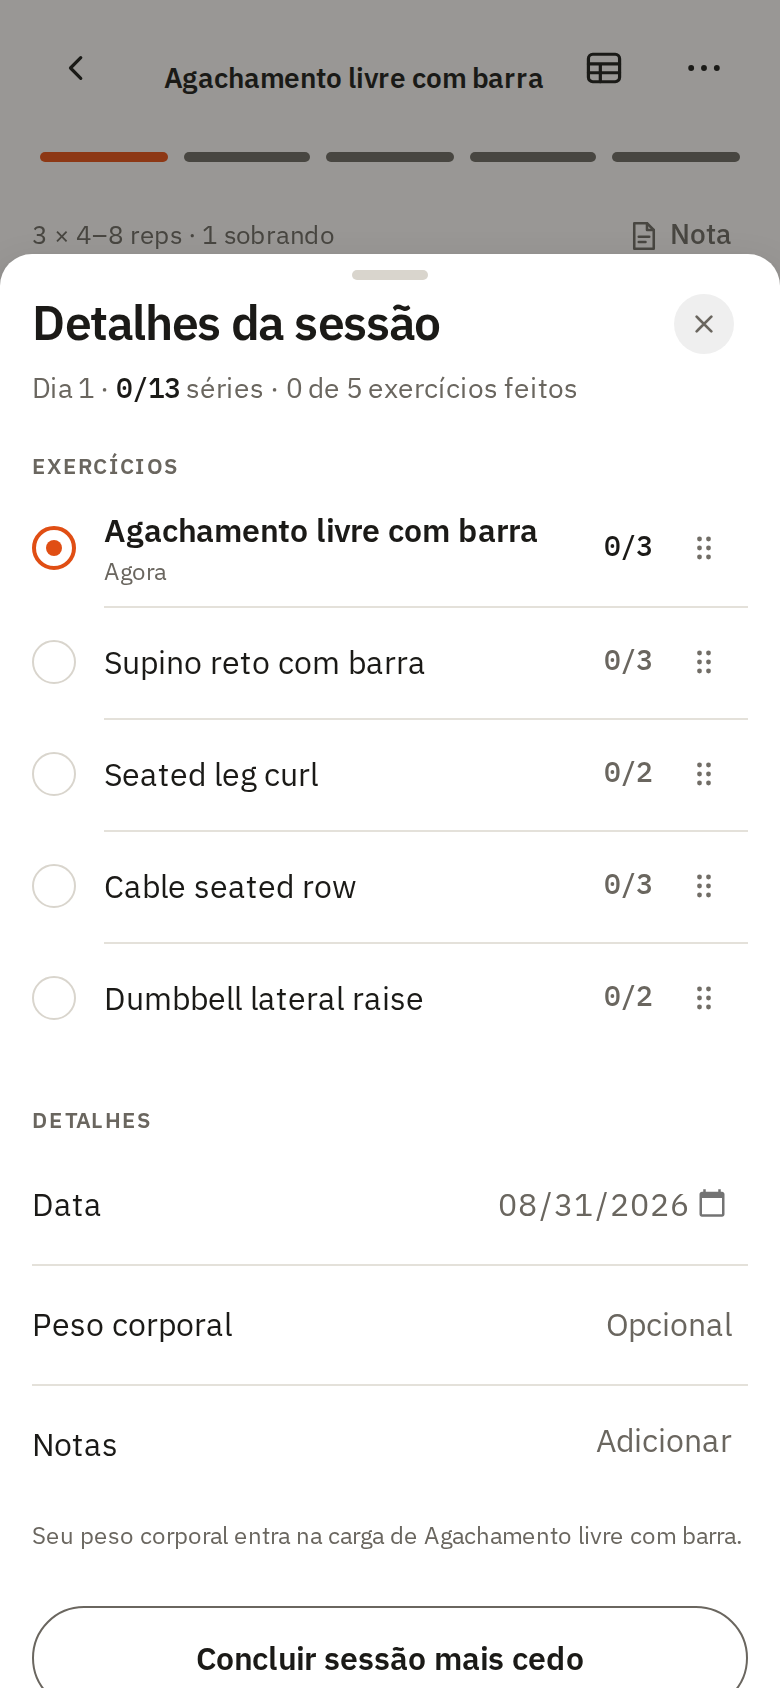 Agachamento livre com barra
3 × 4–8 reps · 1 sobrando
Nota
Detalhes da sessão
Dia 1 · 0/13 séries · 0 de 5 exercícios feitos
EXERCÍCIOS
Agachamento livre com barra 0/3
Agora
Supino reto com barra 0/3
Seated leg curl 0/2
Cable seated row 0/3
Dumbbell lateral raise 0/2
DETALHES
Data 08/31/2026
Peso corporal Opcional
Notas Adicionar
Seu peso corporal entra na carga de Agachamento livre com barra.
Concluir sessão mais cedo